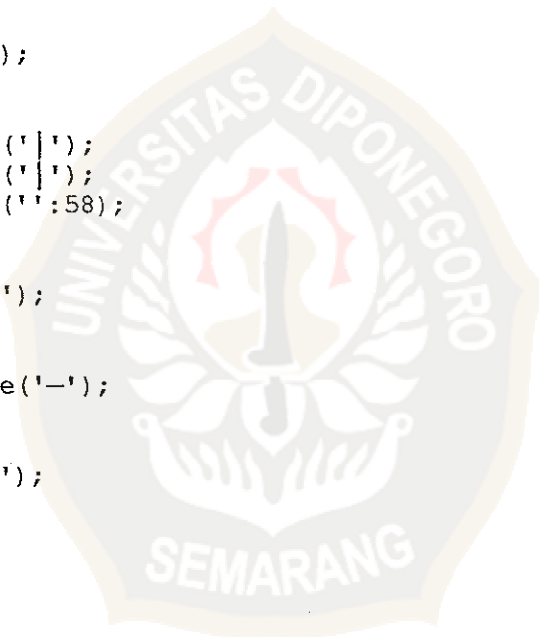 );
('│');
('│');
('':58);
');
e('─');
');
UNIVERSITAS DIPONEGORO
SEMARANG